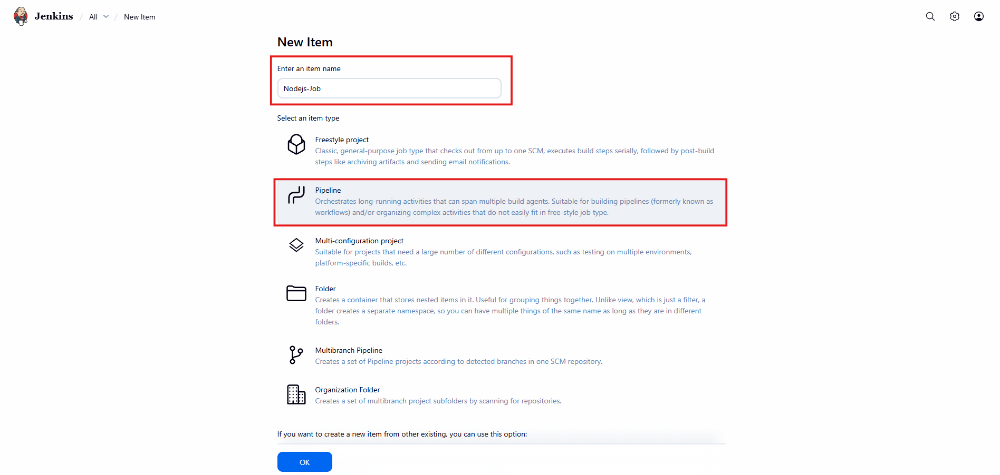 Jenkins / All / New Item
New Item
Enter an item name
Nodejs-Job
Select an item type
Freestyle project
Classic, general-purpose job type that checks out from up to one SCM, executes build steps serially, followed by post-build
steps like archiving artifacts and sending email notifications.
Pipeline
Orchestrates long-running activities that can span multiple build agents. Suitable for building pipelines (formerly known as
workflows) and/or organizing complex activities that do not easily fit in free-style job type.
Multi-configuration project
Suitable for projects that need a large number of different configurations, such as testing on multiple environments,
platform-specific builds, etc.
Folder
Creates a container that stores nested items in it. Useful for grouping things together. Unlike view, which is just a filter, a
folder creates a separate namespace, so you can have multiple things of the same name as long as they are in different
folders.
Multibranch Pipeline
Creates a set of Pipeline projects according to detected branches in one SCM repository.
Organization Folder
Creates a set of multibranch project subfolders by scanning for repositories.
If you want to create a new item from other existing, you can use this option:
OK